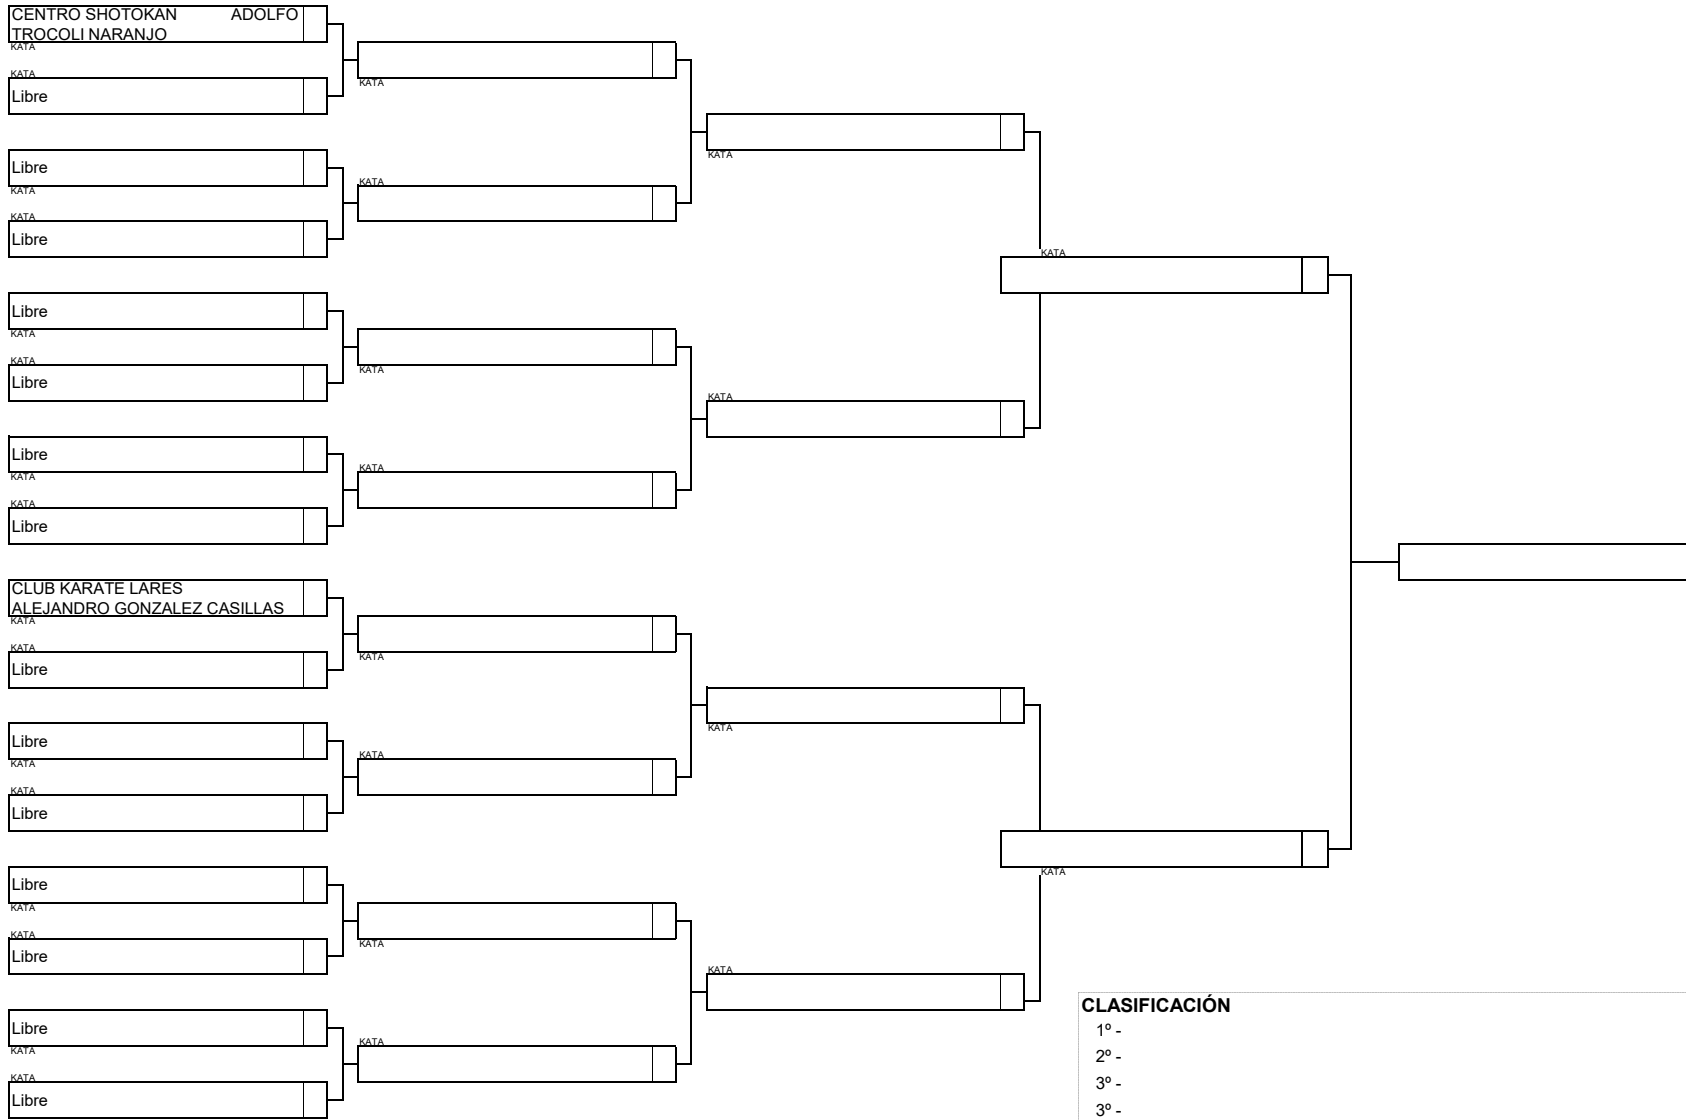 CENTRO SHOTOKAN ADOLFO
TROCOLI NARANJO
KATA
KATA
Libre
Libre
KATA
KATA
Libre
Libre
KATA
KATA
Libre
Libre
KATA
KATA
Libre
CLUB KARATE LARES
ALEJANDRO GONZALEZ CASILLAS
KATA
KATA
Libre
Libre
KATA
KATA
Libre
Libre
KATA
KATA
Libre
Libre
KATA
KATA
Libre
KATA
KATA
KATA
KATA
KATA
KATA
KATA
KATA
KATA
KATA
KATA
KATA
KATA
KATA
CLASIFICACIÓN
1º -
2º -
3º -
3º -